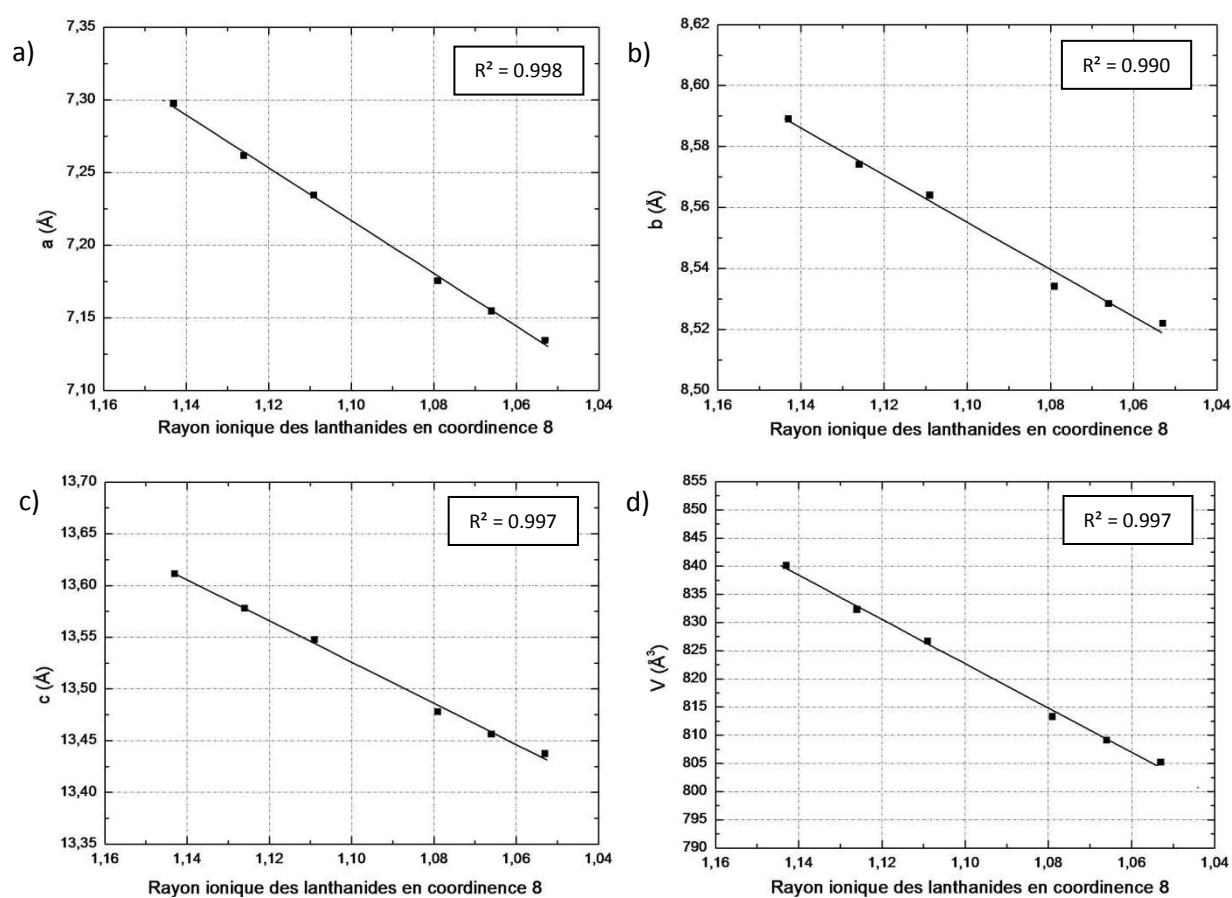 a)
R² = 0.998
7,35
7,30
7,25
7,20
7,15
7,10
a (Å)
1,16 1,14 1,12 1,10 1,08 1,06 1,04
Rayon ionique des lanthanides en coordinence 8
b)
R² = 0.990
8,62
8,60
8,58
8,56
8,54
8,52
8,50
b (Å)
1,16 1,14 1,12 1,10 1,08 1,06 1,04
Rayon ionique des lanthanides en coordinence 8
c)
R² = 0.997
13,70
13,65
13,60
13,55
13,50
13,45
13,40
13,35
c (Å)
1,16 1,14 1,12 1,10 1,08 1,06 1,04
Rayon ionique des lanthanides en coordinence 8
d)
R² = 0.997
855
850
845
840
835
830
825
820
815
810
805
800
795
790
V (Å³)
1,16 1,14 1,12 1,10 1,08 1,06 1,04
Rayon ionique des lanthanides en coordinence 8